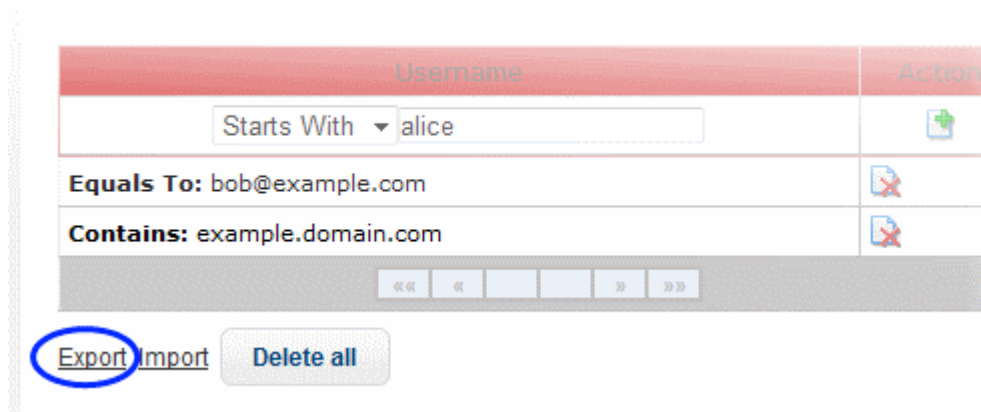 Username Action
Starts With alice
Equals To: bob@example.com
Contains: example.domain.com
«« « » »»
Export Import Delete all